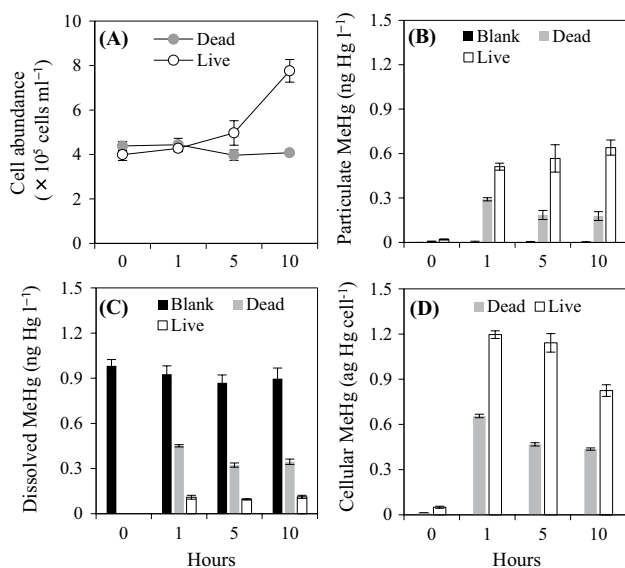 (A)
Dead
Live
10
8
6
4
2
0
Cell abundance
(×10⁵ cells ml⁻¹)
0 1 5 10
(B)
Blank
Dead
Live
1.5
1.2
0.9
0.6
0.3
0
Particulate MeHg (ng Hg l⁻¹)
0 1 5 10
(C)
Blank
Dead
Live
1.5
1.2
0.9
0.6
0.3
0
Dissolved MeHg (ng Hg l⁻¹)
0 1 5 10
Hours
(D)
Dead
Live
1.5
1.2
0.9
0.6
0.3
0
Cellular MeHg (ag Hg cell⁻¹)
0 1 5 10
Hours